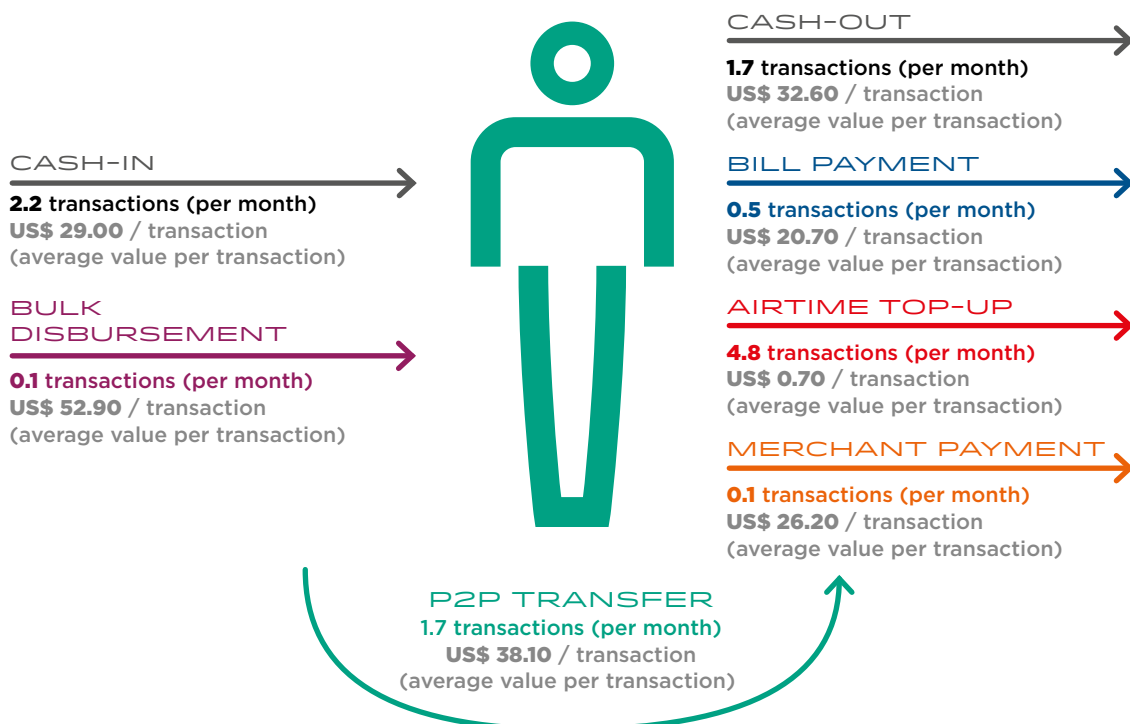 CASH-IN
2.2 transactions (per month)
US$ 29.00 / transaction
(average value per transaction)
BULK
DISBURSEMENT
0.1 transactions (per month)
US$ 52.90 / transaction
(average value per transaction)
CASH-OUT
1.7 transactions (per month)
US$ 32.60 / transaction
(average value per transaction)
BILL PAYMENT
0.5 transactions (per month)
US$ 20.70 / transaction
(average value per transaction)
AIRTIME TOP-UP
4.8 transactions (per month)
US$ 0.70 / transaction
(average value per transaction)
MERCHANT PAYMENT
0.1 transactions (per month)
US$ 26.20 / transaction
(average value per transaction)
P2P TRANSFER
1.7 transactions (per month)
US$ 38.10 / transaction
(average value per transaction)